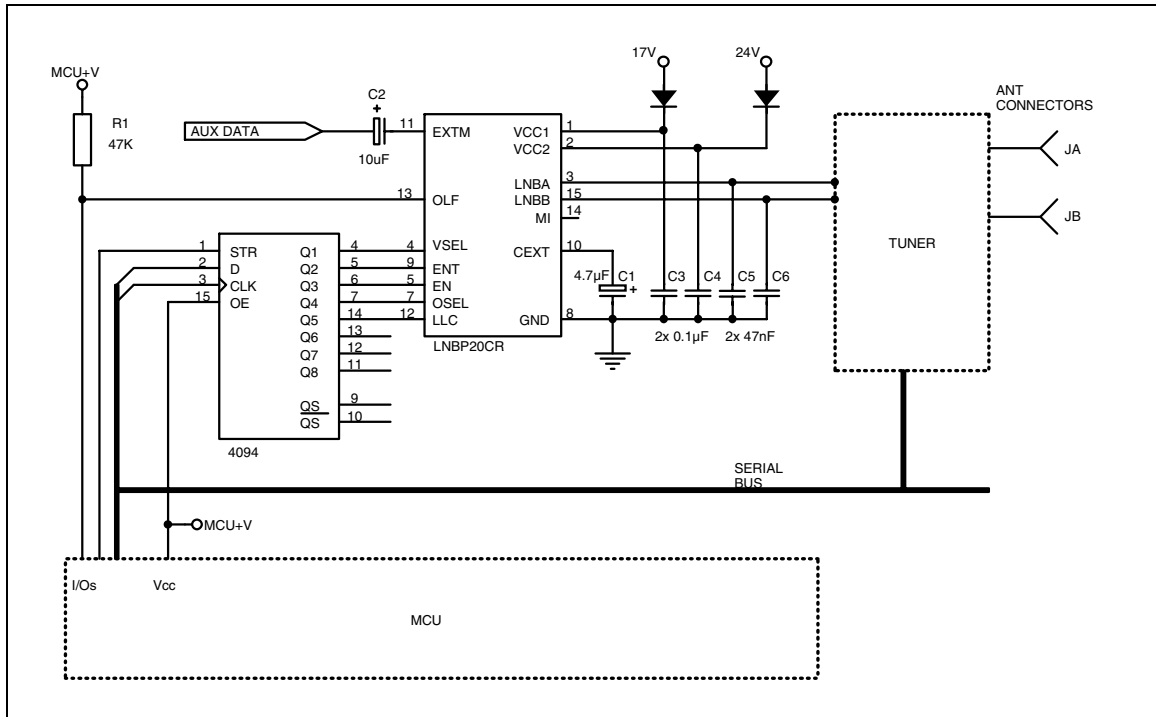 17V
24V
MCU+V
R1
47K
AUX DATA
C2
+
10uF
11
EXTM
VCC1
1
VCC2
2
LNBA
3
LNBB
15
MI
14
13
OLF
CEXT
10
VSEL
ENT
EN
OSEL
LLC
GND
8
LNBP20CR
4
9
5
7
12
1
STR
2
D
3
CLK
15
OE
Q1
4
Q2
5
Q3
6
Q4
7
Q5
14
Q6
13
Q7
12
Q8
11
QS
9
QS
10
4094
4.7µF
C1
+
C3
C4
C5
C6
2x 0.1µF
2x 47nF
ANT
CONNECTORS
JA
JB
TUNER
SERIAL
BUS
MCU+V
I/Os
Vcc
MCU